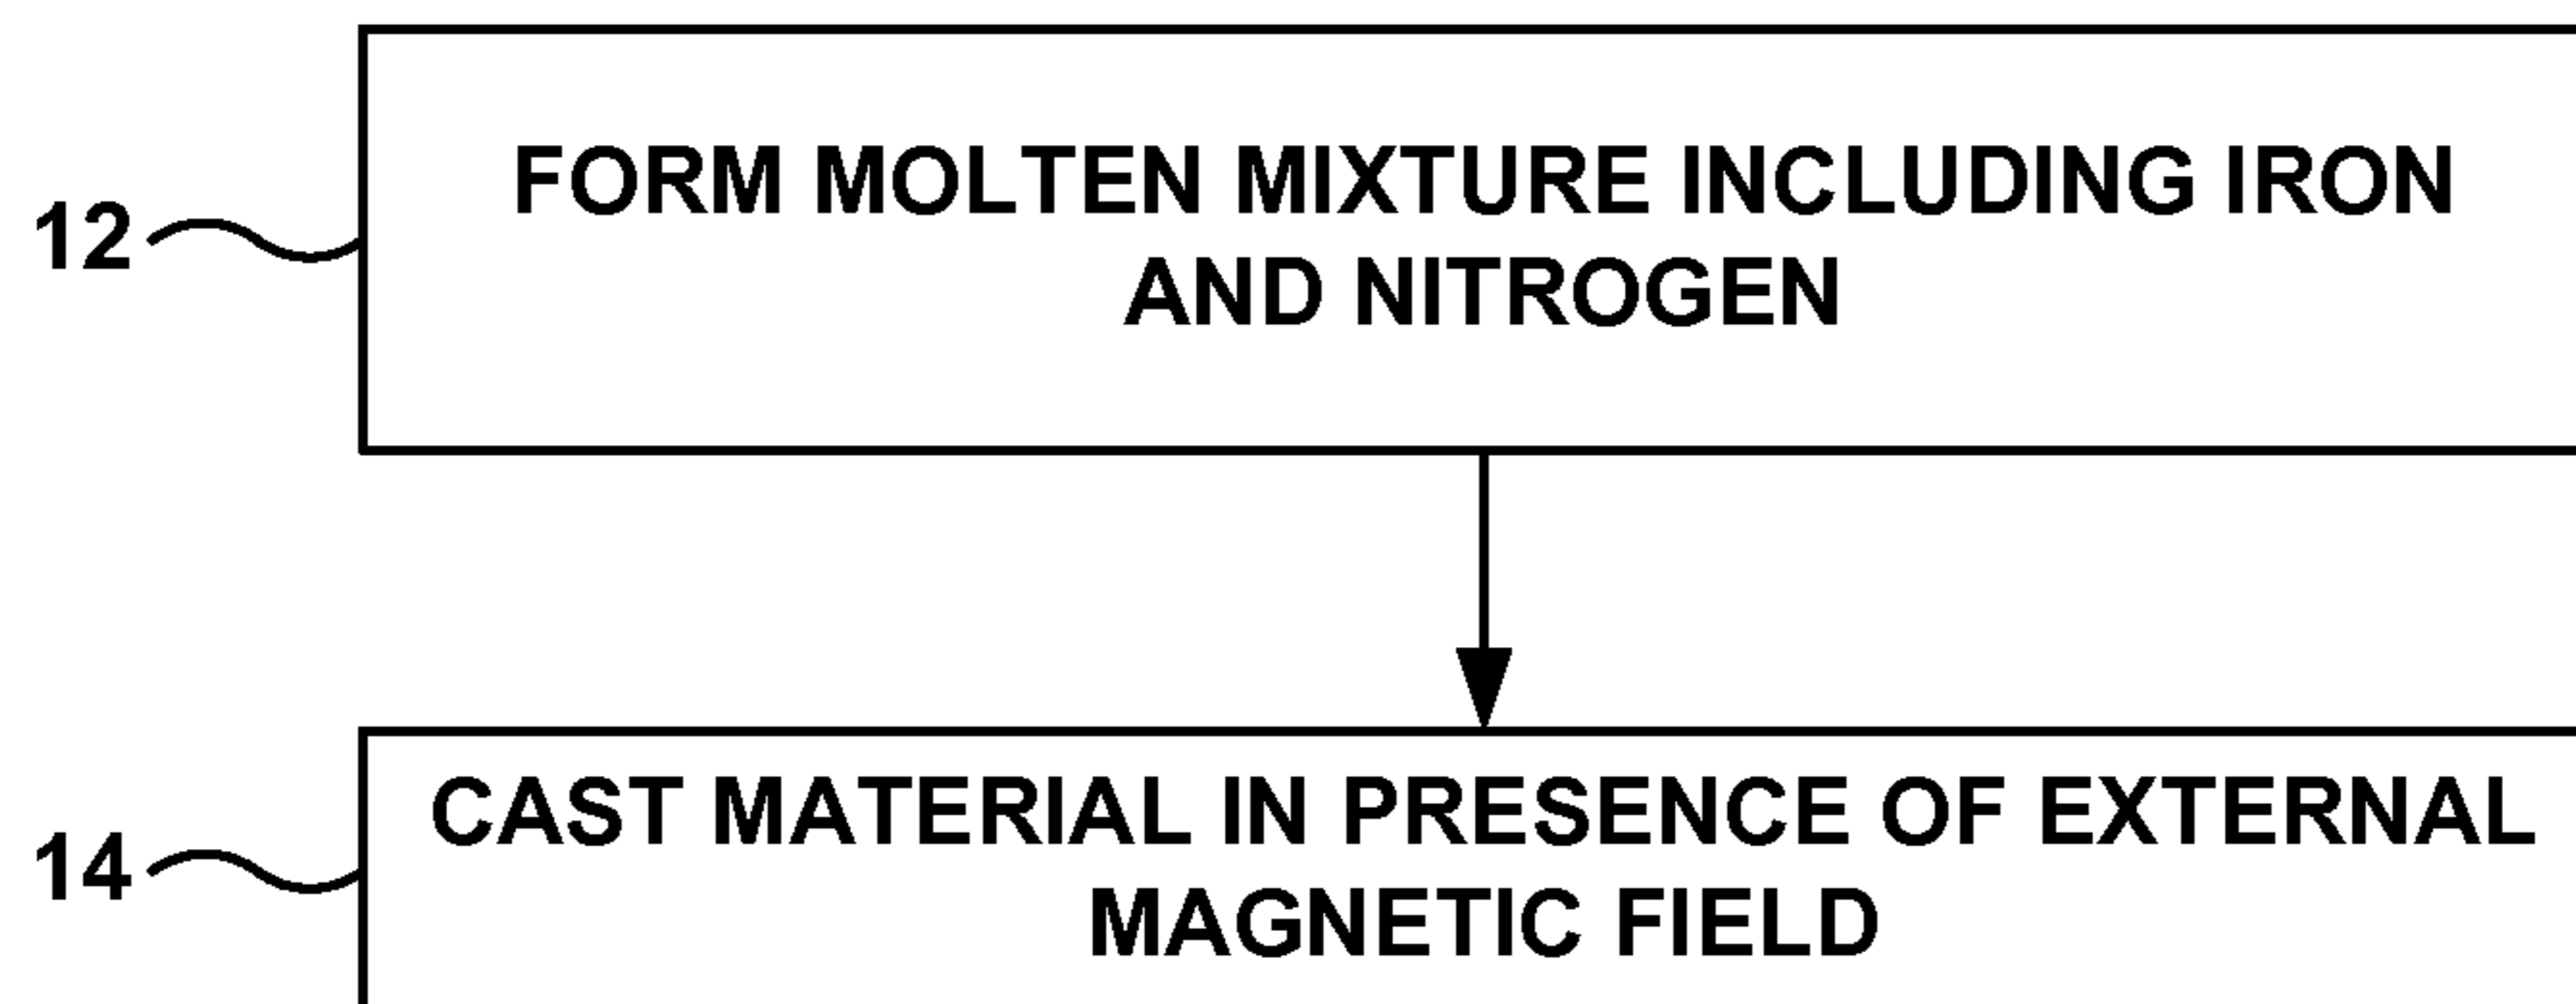 12
FORM MOLTEN MIXTURE INCLUDING IRON
AND NITROGEN
14
CAST MATERIAL IN PRESENCE OF EXTERNAL
MAGNETIC FIELD